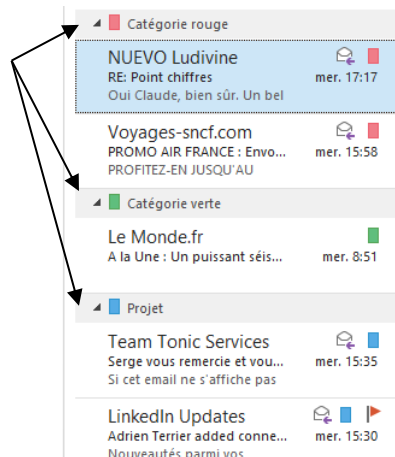 Catégorie rouge
NUEVO Ludivine
RE: Point chiffres mer. 17:17
Oui Claude, bien sûr. Un bel
Voyages-sncf.com
PROMO AIR FRANCE : Envo... mer. 15:58
PROFITEZ-EN JUSQU'AU
Catégorie verte
Le Monde.fr
A la Une : Un puissant séis... mer. 8:51
Projet
Team Tonic Services
Serge vous remercie et vou... mer. 15:35
Si cet email ne s'affiche pas
LinkedIn Updates
Adrien Terrier added conne... mer. 15:30
Nouveautés parmi vos